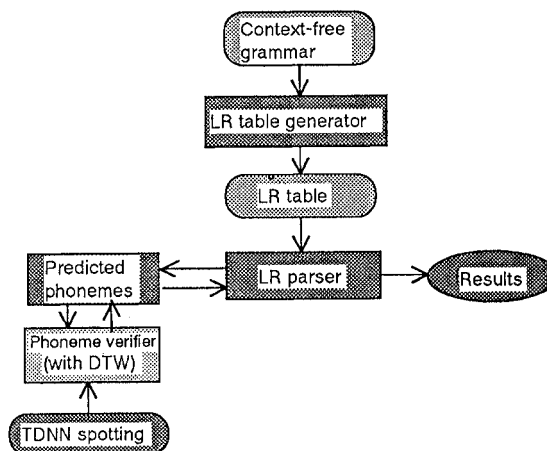 Context-free
grammar
LR table generator
LR table
Predicted
phonemes
LR parser
Results
Phoneme verifier
(with DTW)
TDNN spotting